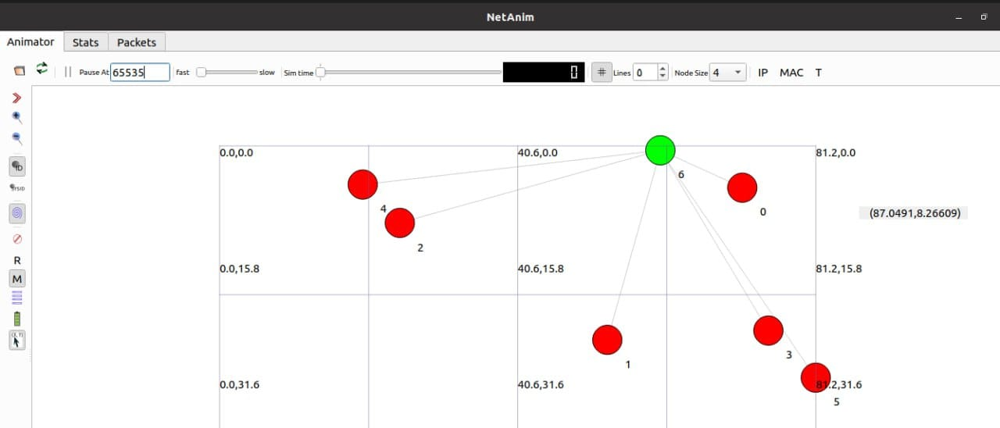 NetAnim
Animator Stats Packets
Pause At 65535 fast slow Sim time 0 # Lines 0 Node Size 4 IP MAC T
ID
SYSID
R
M
(X,Y)
0.0,0.0 40.6,0.0 81.2,0.0
6
4
0
(87.0491,8.26609)
2
0.0,15.8 40.6,15.8 81.2,15.8
3
1
0.0,31.6 40.6,31.6 81.2,31.6
5